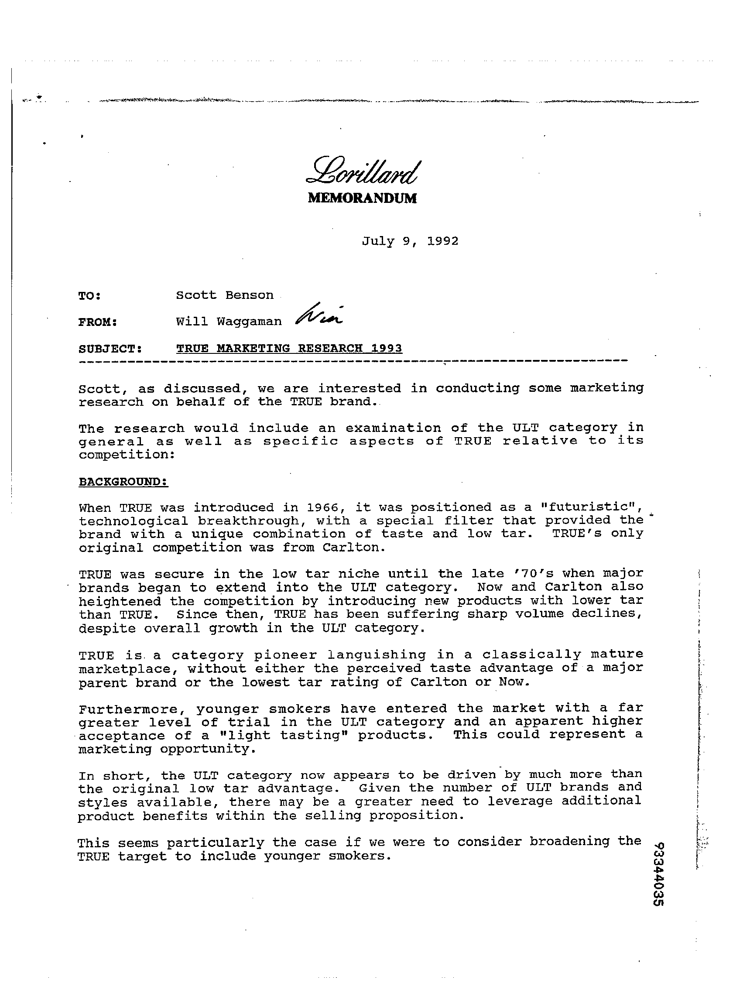 Lorillard
MEMORANDUM
July 9, 1992
TO: Scott Benson
FROM: Will Waggaman
SUBJECT: TRUE MARKETING RESEARCH 1993
Scott, as discussed, we are interested in conducting some marketing
research on behalf of the TRUE brand.
The research would include an examination of the ULT category in
general as well as specific aspects of TRUE relative to its
competition:
BACKGROUND:
When TRUE was introduced in 1966, it was positioned as a "futuristic",
technological breakthrough, with a special filter that provided the
brand with a unique combination of taste and low tar. TRUE's only
original competition was from Carlton.
TRUE was secure in the low tar niche until the late '70's when major
brands began to extend into the ULT category. Now and Carlton also
heightened the competition by introducing new products with lower tar
than TRUE. Since then, TRUE has been suffering sharp volume declines,
despite overall growth in the ULT category.
TRUE is a category pioneer languishing in a classically mature
marketplace, without either the perceived taste advantage of a major
parent brand or the lowest tar rating of Carlton or Now.
Furthermore, younger smokers have entered the market with a far
greater level of trial in the ULT category and an apparent higher
acceptance of a "light tasting" products. This could represent a
marketing opportunity.
In short, the ULT category now appears to be driven by much more than
the original low tar advantage. Given the number of ULT brands and
styles available, there may be a greater need to leverage additional
product benefits within the selling proposition.
This seems particularly the case if we were to consider broadening the
TRUE target to include younger smokers.
93344035